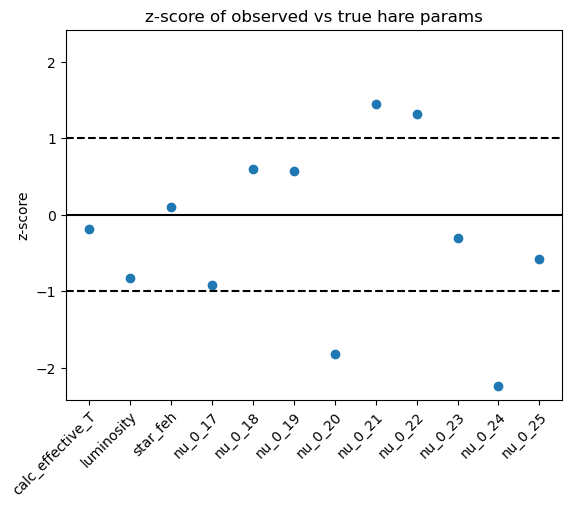 z-score of observed vs true hare params
z-score
2
1
0
−1
−2
calc_effective_T
luminosity
star_feh
nu_0_17
nu_0_18
nu_0_19
nu_0_20
nu_0_21
nu_0_22
nu_0_23
nu_0_24
nu_0_25